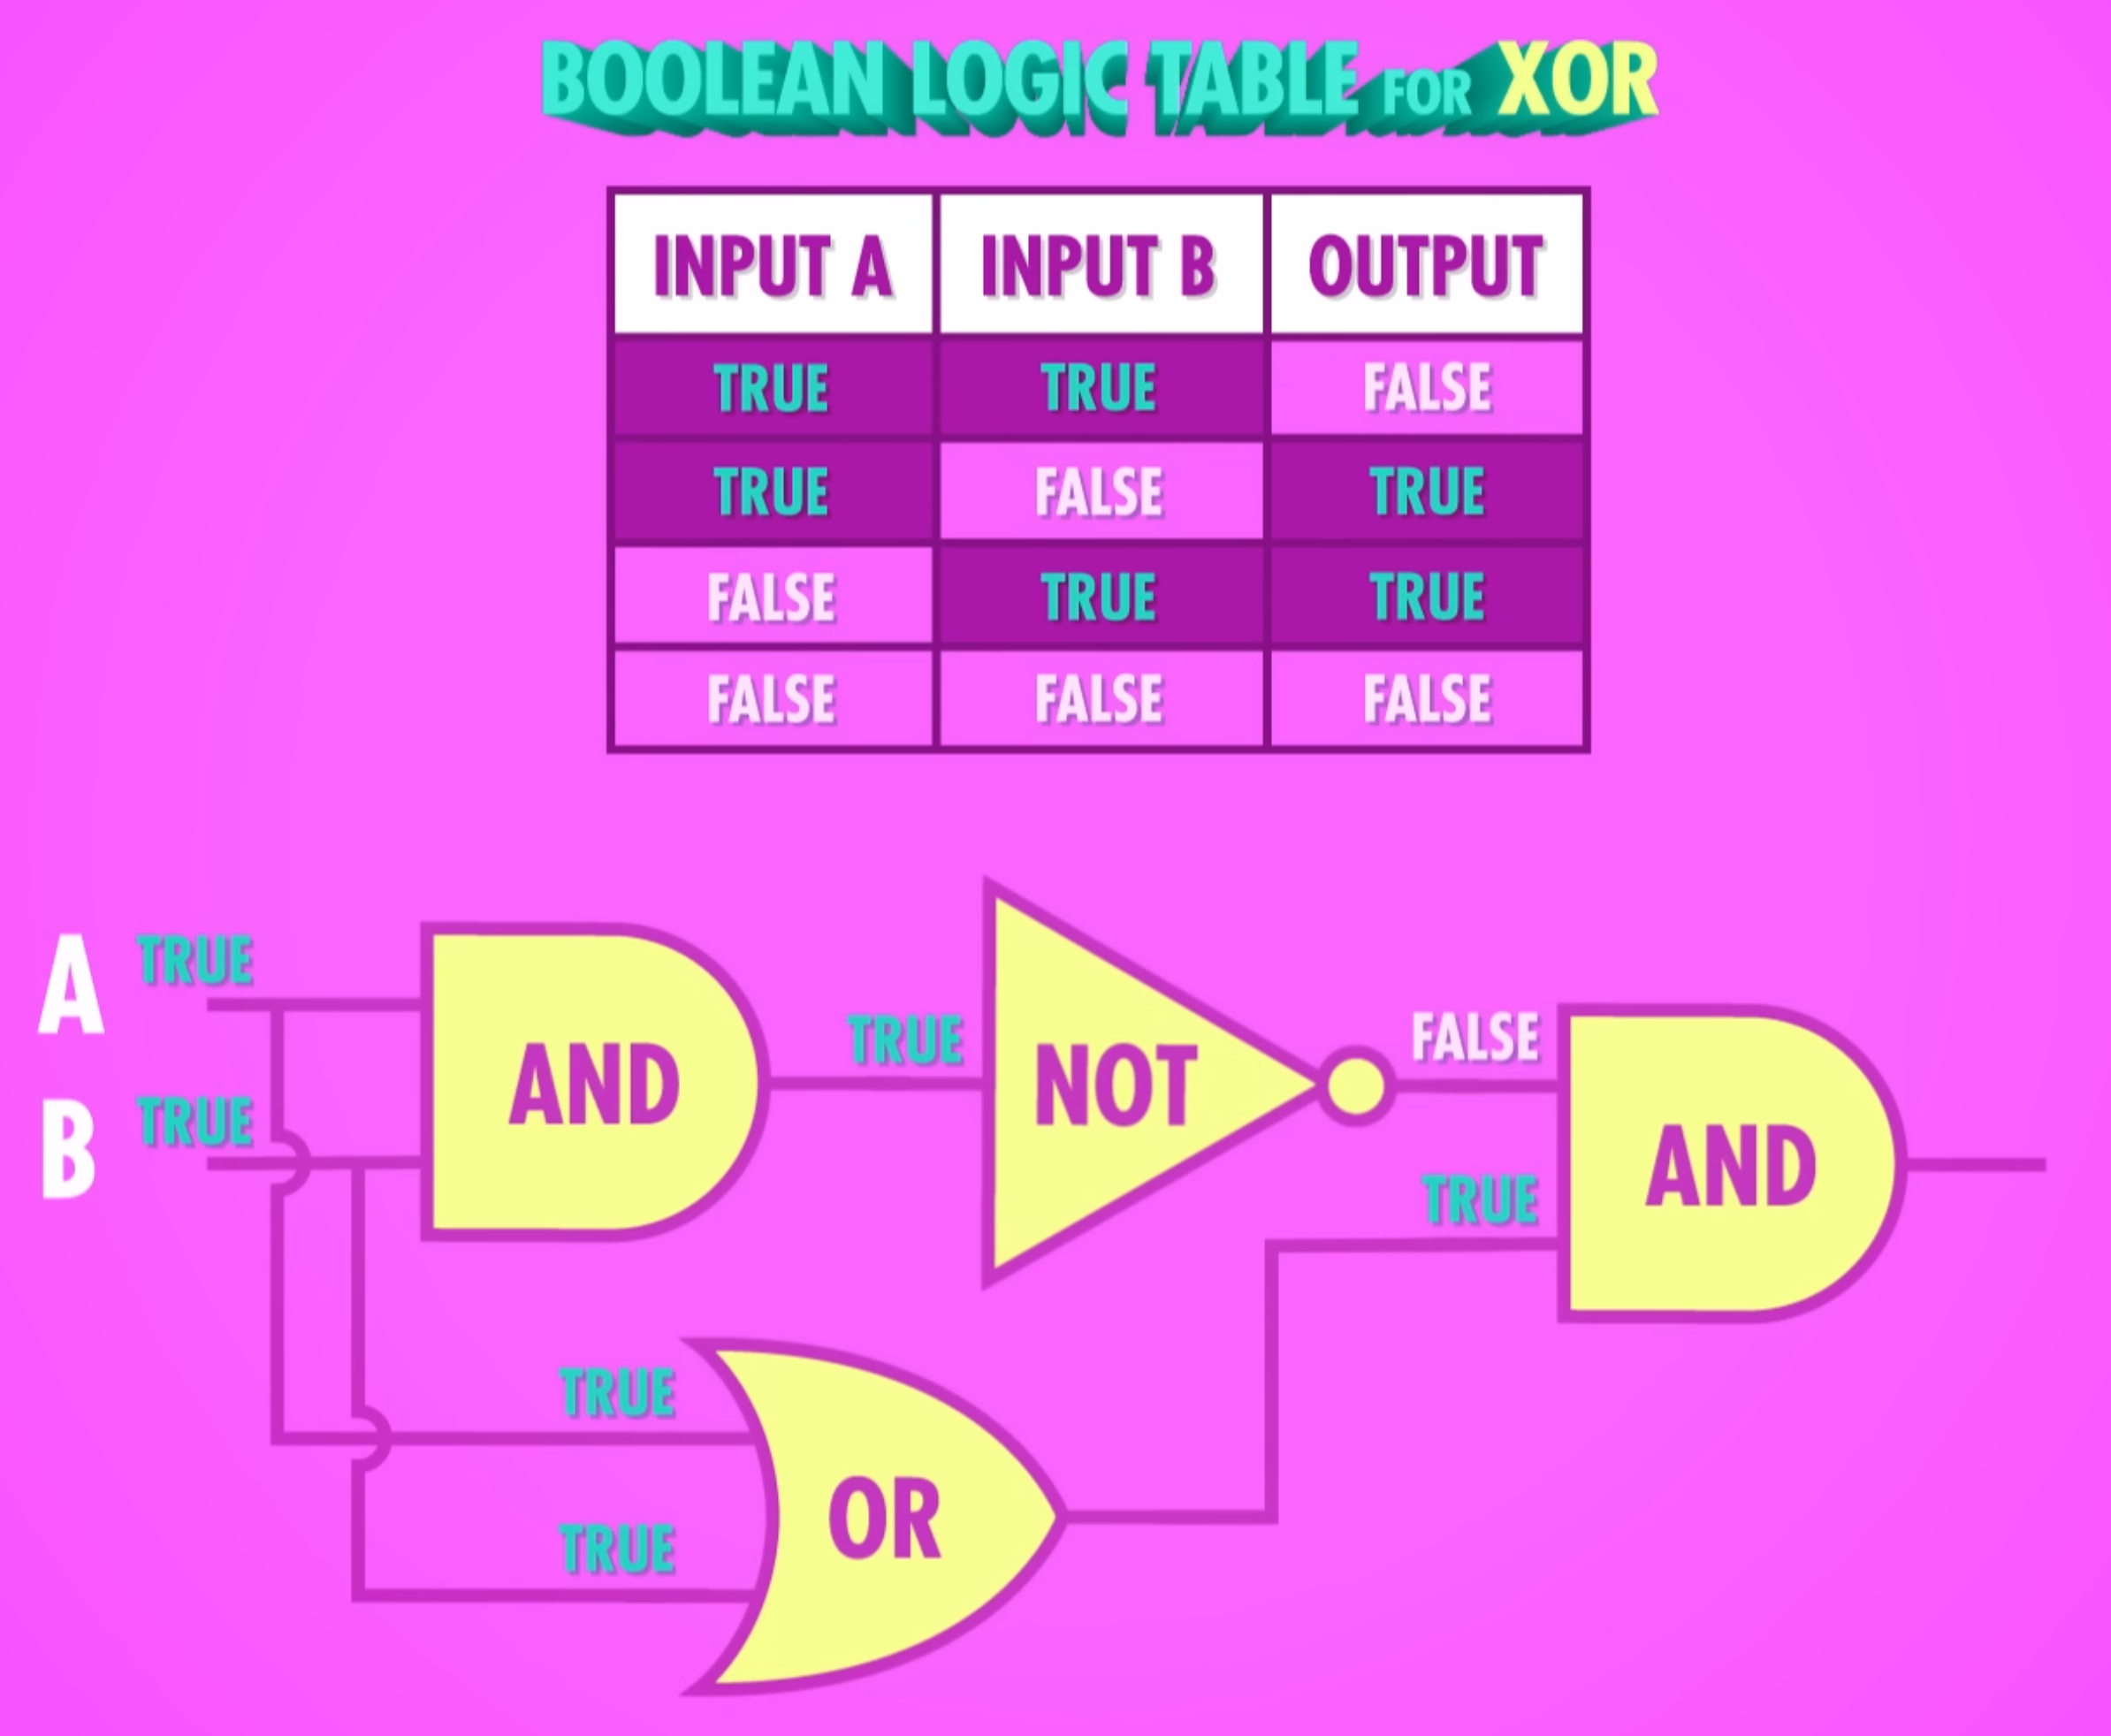 BOOLEAN LOGIC TABLE FOR XOR
INPUT A INPUT B OUTPUT
TRUE TRUE FALSE
TRUE FALSE TRUE
FALSE TRUE TRUE
FALSE FALSE FALSE
A TRUE
B TRUE
AND
TRUE
NOT
FALSE
TRUE
AND
TRUE
TRUE
OR